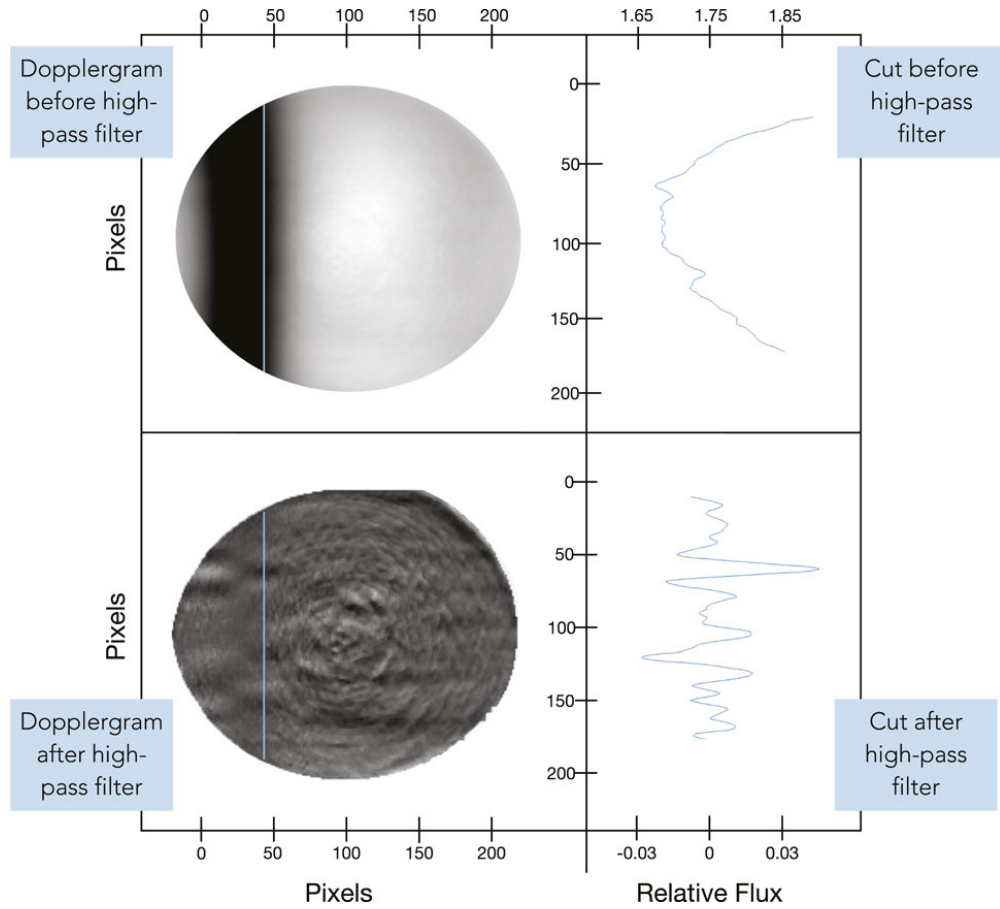 0 50 100 150 200
1.65 1.75 1.85
Dopplergram
before high-
pass filter
Cut before
high-pass
filter
Pixels
0
50
100
150
200
Pixels
0
50
100
150
200
Dopplergram
after high-
pass filter
Cut after
high-pass
filter
0 50 100 150 200
-0.03 0 0.03
Pixels
Relative Flux